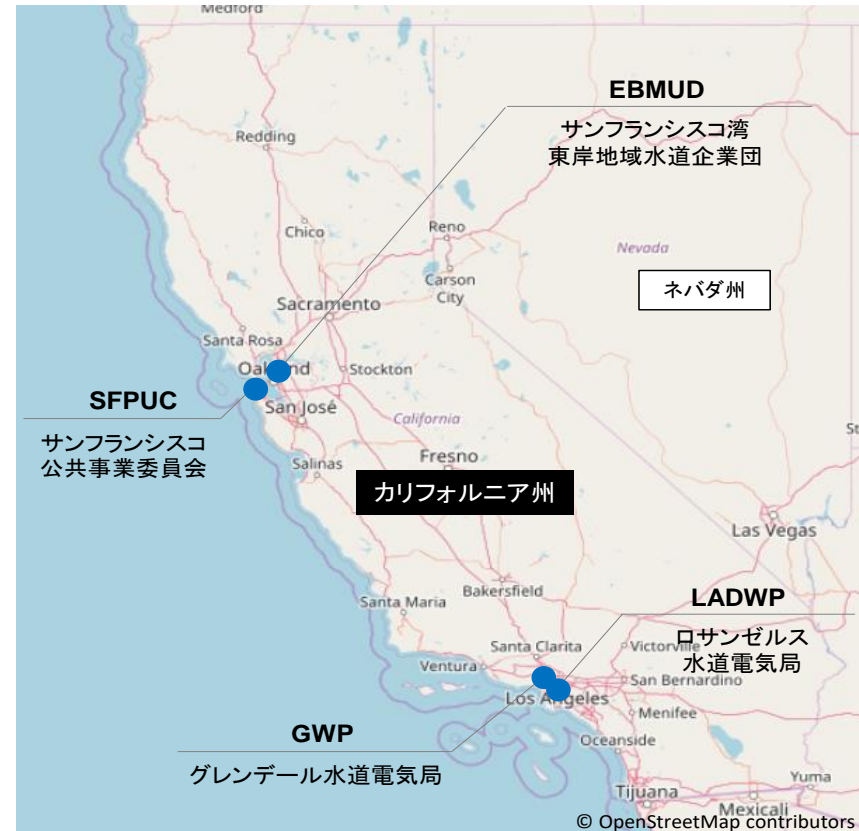 Medford
EBMUD
サンフランシスコ湾
東岸地域水道企業団
Redding
Chico
Reno
Nevada
Carson
City
ネバダ州
Sacramento
Santa Rosa
Oakland
Stockton
SFPUC
サンフランシスコ
公共事業委員会
San José
California
Salinas
Fresno
カリフォルニア州
St
Las Vegas
Bakersfield
Santa Maria
LADWP
ロサンゼルス
水道電気局
Santa Clarita
Victorville
Ventura
San Bernardino
Los Angeles
Menifee
GWP
グレンデール水道電気局
Oceanside
Yuma
Tijuana
Mexicali
© OpenStreetMap contributors